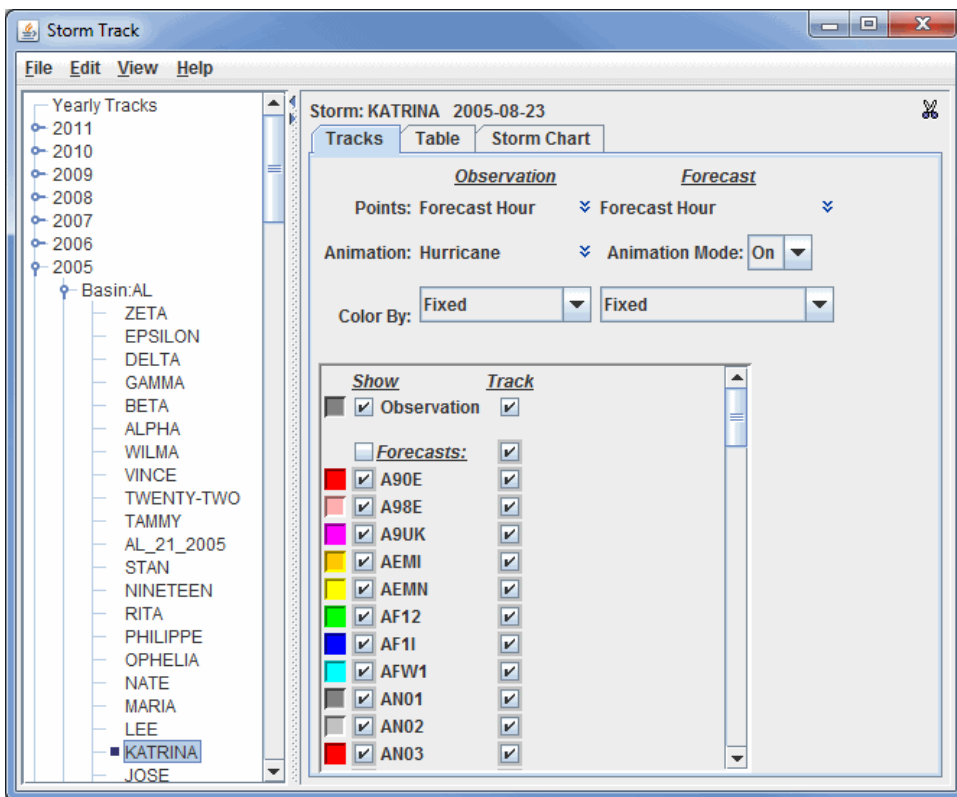 Storm Track
File Edit View Help
Yearly Tracks
2011
2010
2009
2008
2007
2006
2005
Basin:AL
ZETA
EPSILON
DELTA
GAMMA
BETA
ALPHA
WILMA
VINCE
TWENTY-TWO
TAMMY
AL_21_2005
STAN
NINETEEN
RITA
PHILIPPE
OPHELIA
NATE
MARIA
LEE
KATRINA
JOSE
Storm: KATRINA 2005-08-23
Tracks Table Storm Chart
Observation Forecast
Points: Forecast Hour Forecast Hour
Animation: Hurricane Animation Mode: On
Color By: Fixed Fixed
Show Track
Observation
Forecasts:
A90E
A98E
A9UK
AEMI
AEMN
AF12
AF1I
AFW1
AN01
AN02
AN03